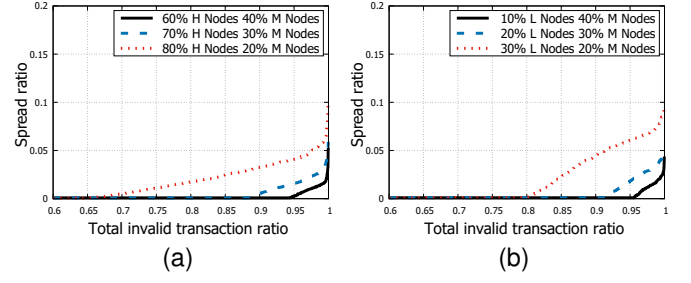 60% H Nodes 40% M Nodes
70% H Nodes 30% M Nodes
80% H Nodes 20% M Nodes
Spread ratio
0.2
0.15
0.1
0.05
0
0.6 0.65 0.7 0.75 0.8 0.85 0.9 0.95 1
Total invalid transaction ratio
(a)
10% L Nodes 40% M Nodes
20% L Nodes 30% M Nodes
30% L Nodes 20% M Nodes
Spread ratio
0.2
0.15
0.1
0.05
0
0.6 0.65 0.7 0.75 0.8 0.85 0.9 0.95 1
Total invalid transaction ratio
(b)